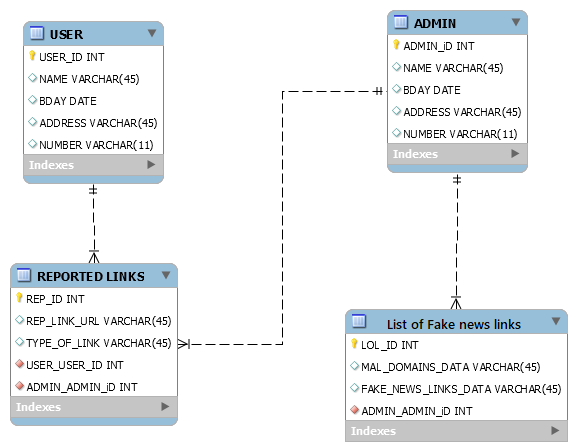 USER
USER_ID INT
NAME VARCHAR(45)
BDAY DATE
ADDRESS VARCHAR(45)
NUMBER VARCHAR(11)
Indexes
ADMIN
ADMIN_iD INT
NAME VARCHAR(45)
BDAY DATE
ADDRESS VARCHAR(45)
NUMBER VARCHAR(11)
Indexes
REPORTED LINKS
REP_ID INT
REP_LINK_URL VARCHAR(45)
TYPE_OF_LINK VARCHAR(45)
USER_USER_ID INT
ADMIN_ADMIN_iD INT
Indexes
List of Fake news links
LOL_ID INT
MAL_DOMAINS_DATA VARCHAR(45)
FAKE_NEWS_LINKS_DATA VARCHAR(45)
ADMIN_ADMIN_iD INT
Indexes